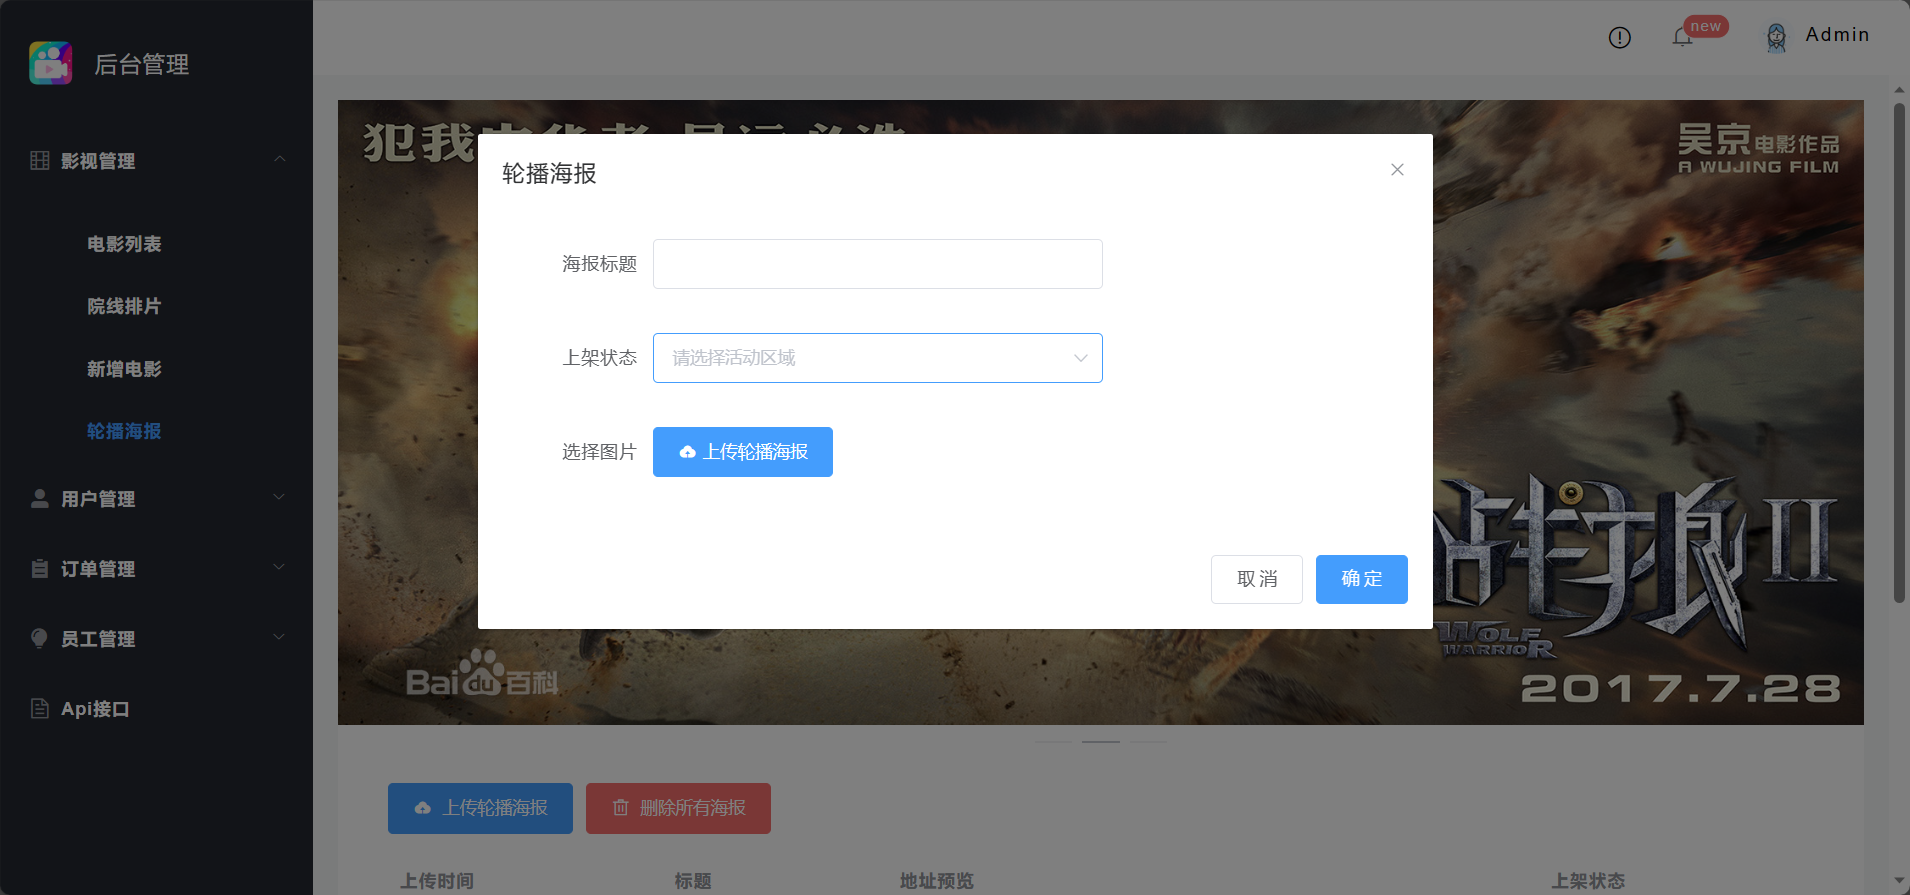 后台管理
new
Admin
影视管理
电影列表
院线排片
新增电影
轮播海报
用户管理
订单管理
员工管理
Api接口
犯我
吴京电影作品
A WUJING FILM
轮播海报
海报标题
上架状态
请选择活动区域
选择图片
上传轮播海报
取消
确定
战狼II
WOLF
WARRIOR
Baidu百科
2017.7.28
上传轮播海报
删除所有海报
上传时间
标题
地址预览
上架状态